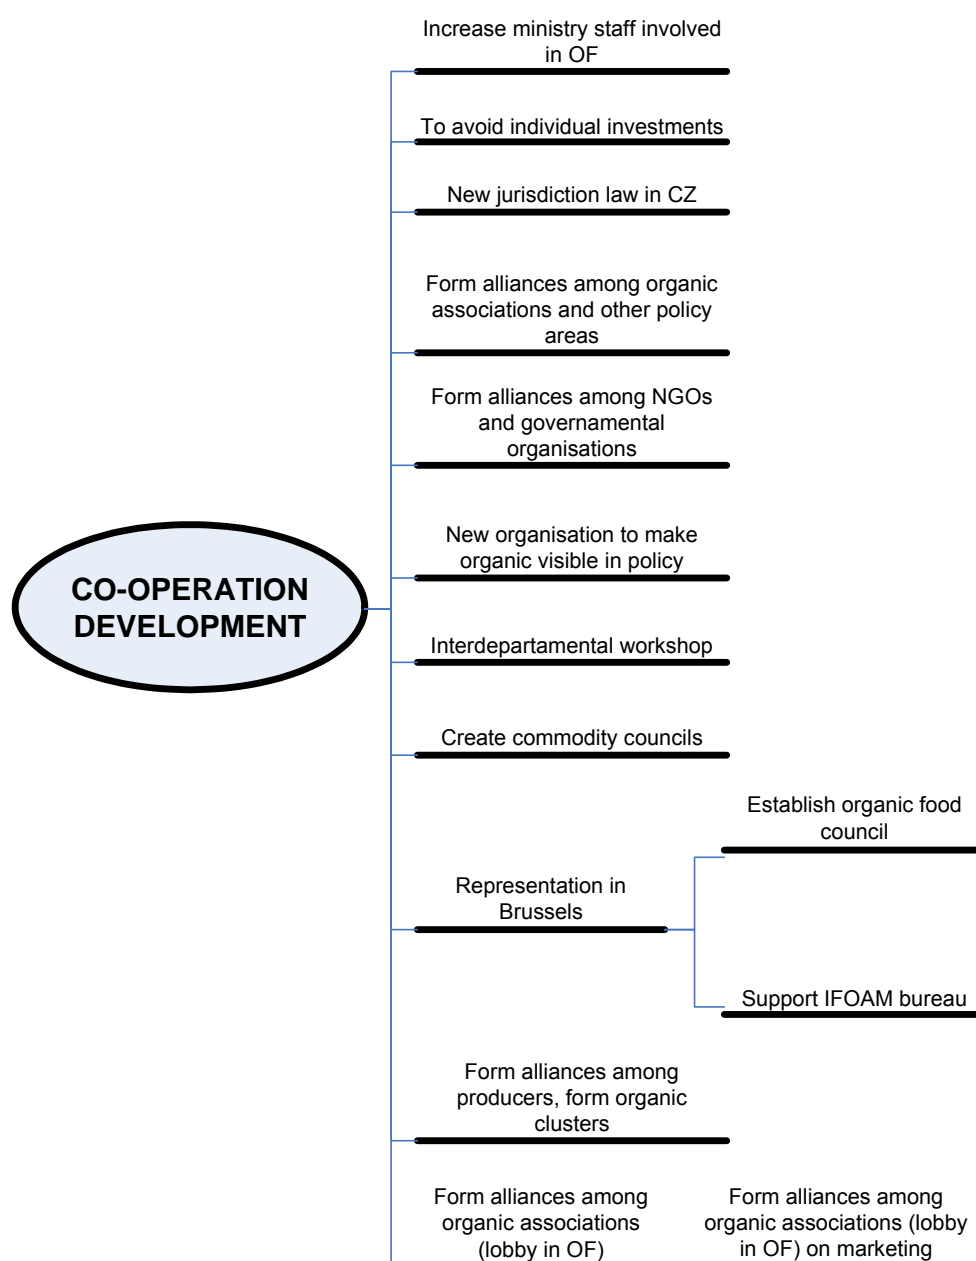 Increase ministry staff involved
in OF
To avoid individual investments
New jurisdiction law in CZ
Form alliances among organic
associations and other policy
areas
Form alliances among NGOs
and governamental
organisations
New organisation to make
organic visible in policy
CO-OPERATION
DEVELOPMENT
Interdepartamental workshop
Create commodity councils
Establish organic food
council
Representation in
Brussels
Support IFOAM bureau
Form alliances among
producers, form organic
clusters
Form alliances among
organic associations
(lobby in OF)
Form alliances among
organic associations (lobby
in OF) on marketing